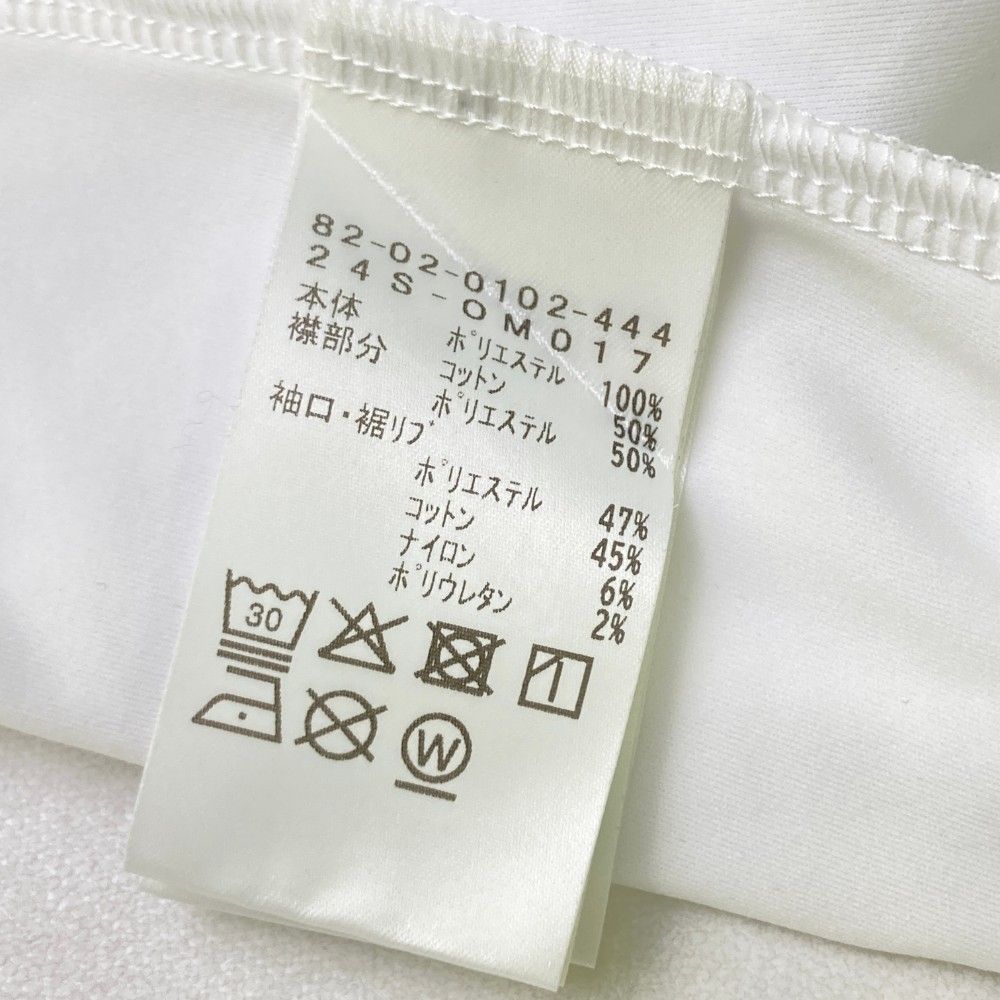 82-02-0102-444
24S-OM017
本体 ポリエステル 100%
襟部分 コットン 50%
ポリエステル 50%
袖口・裾リブ
ポリエステル 47%
コットン 45%
ナイロン 6%
ポリウレタン 2%
30
W